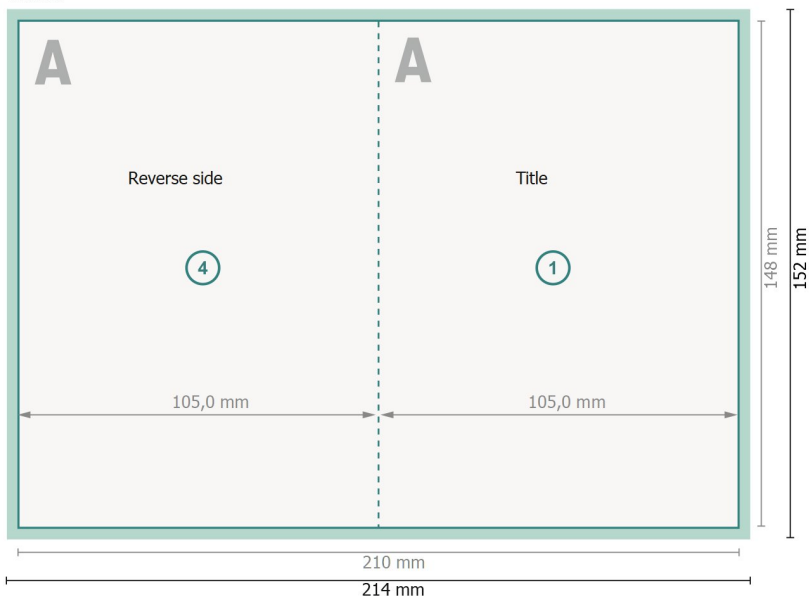 A
A
Reverse side
Title
4
1
148 mm
152 mm
105,0 mm
105,0 mm
210 mm
214 mm